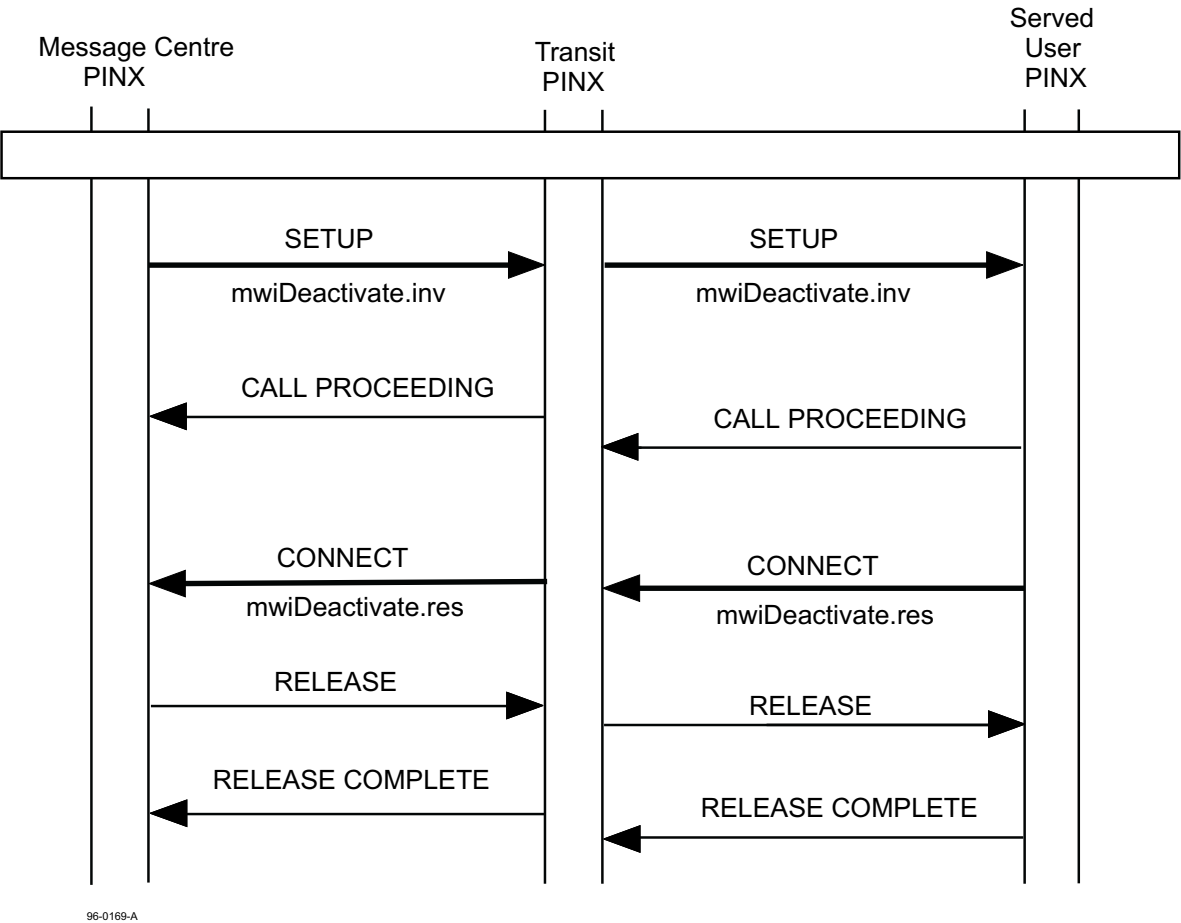 Message Centre
PINX
Transit
PINX
Served
User
PINX
SETUP
mwiDeactivate.inv
SETUP
mwiDeactivate.inv
CALL PROCEEDING
CALL PROCEEDING
CONNECT
mwiDeactivate.res
CONNECT
mwiDeactivate.res
RELEASE
RELEASE
RELEASE COMPLETE
RELEASE COMPLETE
96-0169-A